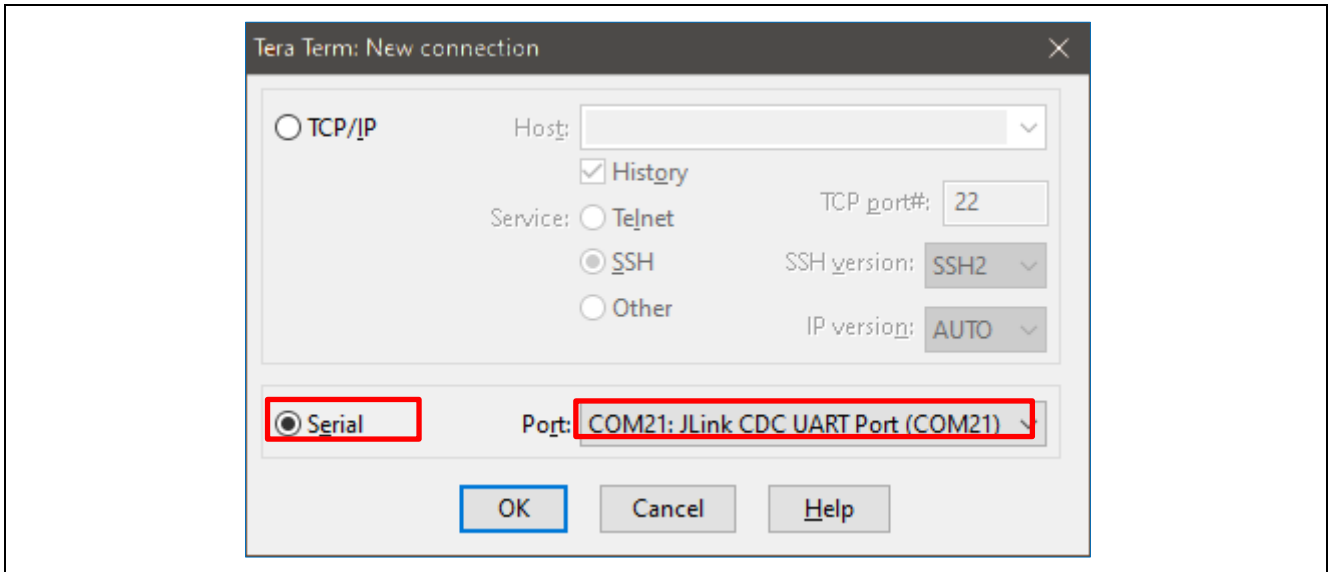 Tera Term: New connection
TCP/IP Host:
History
Service: Telnet TCP port#: 22
SSH SSH version: SSH2
Other IP version: AUTO
Serial Port: COM21: JLink CDC UART Port (COM21)
OK Cancel Help